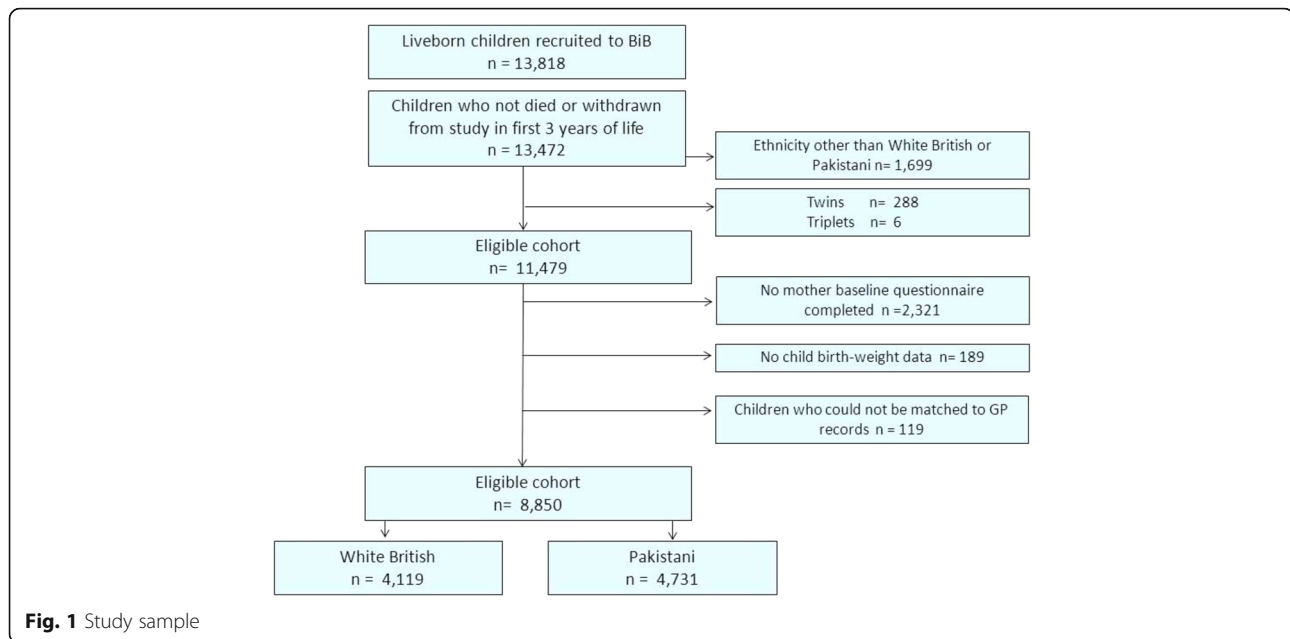 Liveborn children recruited to BiB
n = 13,818
Children who not died or withdrawn
from study in first 3 years of life
n = 13,472
Ethnicity other than White British or
Pakistani n= 1,699
Twins n= 288
Triplets n= 6
Eligible cohort
n= 11,479
No mother baseline questionnaire
completed n =2,321
No child birth-weight data n= 189
Children who could not be matched to GP
records n = 119
Eligible cohort
n= 8,850
White British
n = 4,119
Pakistani
n = 4,731
Fig. 1 Study sample